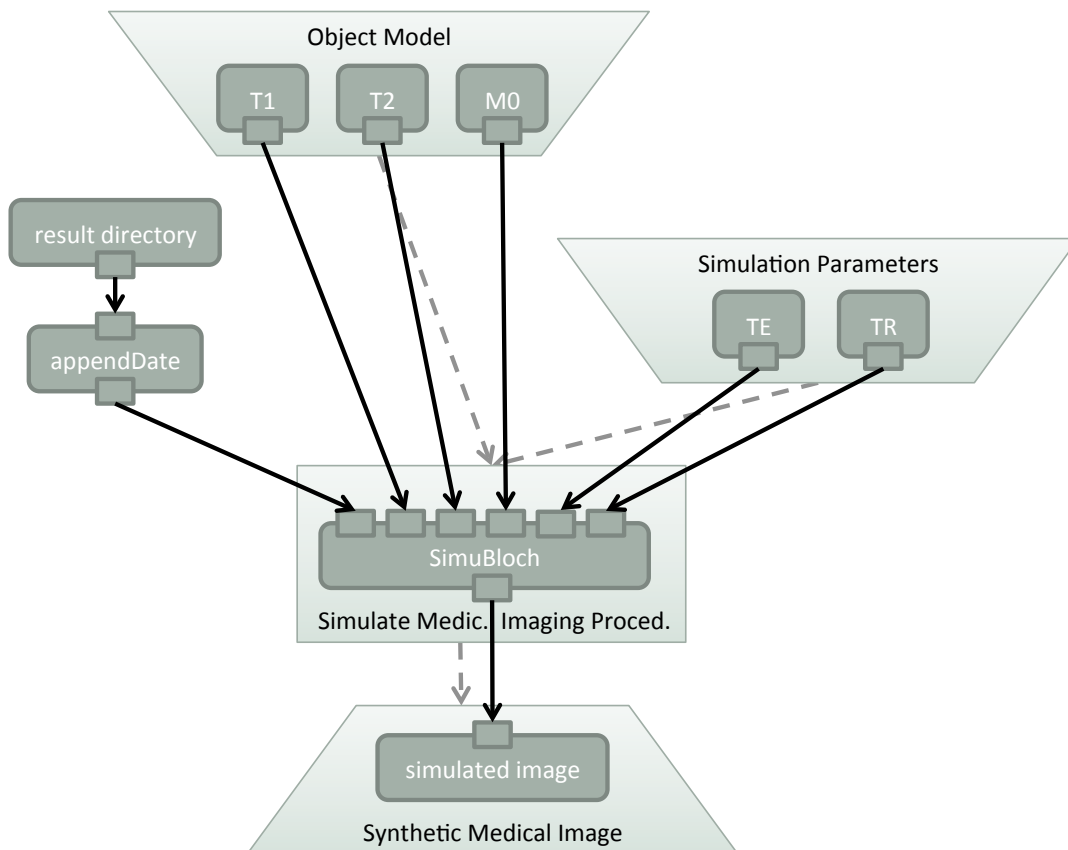 Object Model
T1
T2
M0
result directory
Simulation Parameters
TE
TR
appendDate
SimuBloch
Simulate Medic. Imaging Proced.
simulated image
Synthetic Medical Image